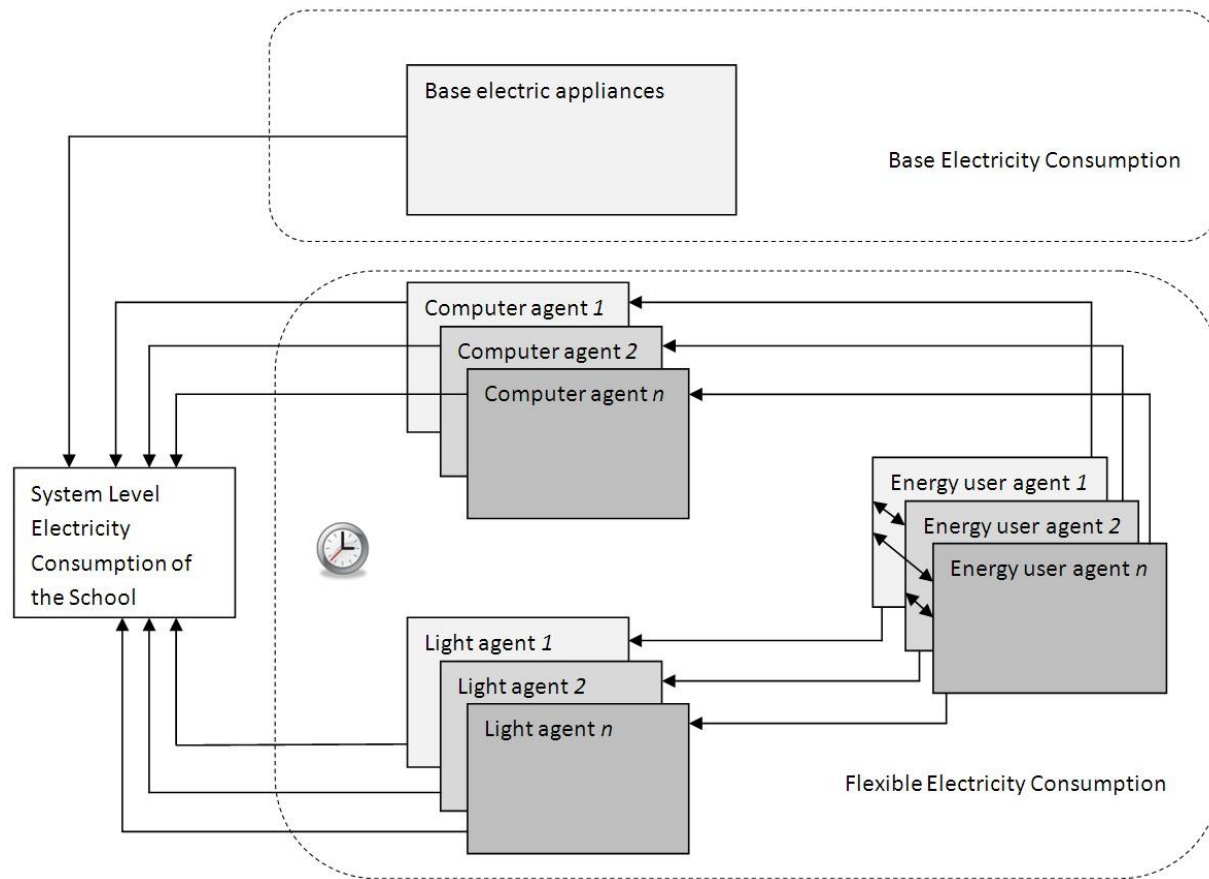 Base electric appliances
Base Electricity Consumption
Computer agent 1
Computer agent 2
Computer agent n
System Level
Electricity
Consumption of
the School
Energy user agent 1
Energy user agent 2
Energy user agent n
Light agent 1
Light agent 2
Light agent n
Flexible Electricity Consumption